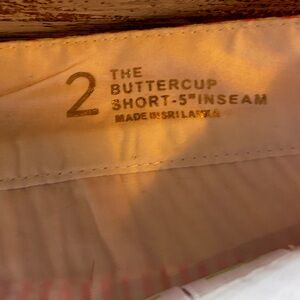 2
THE
BUTTERCUP
SHORT-5"INSEAM
MADE IN SRI LANKA